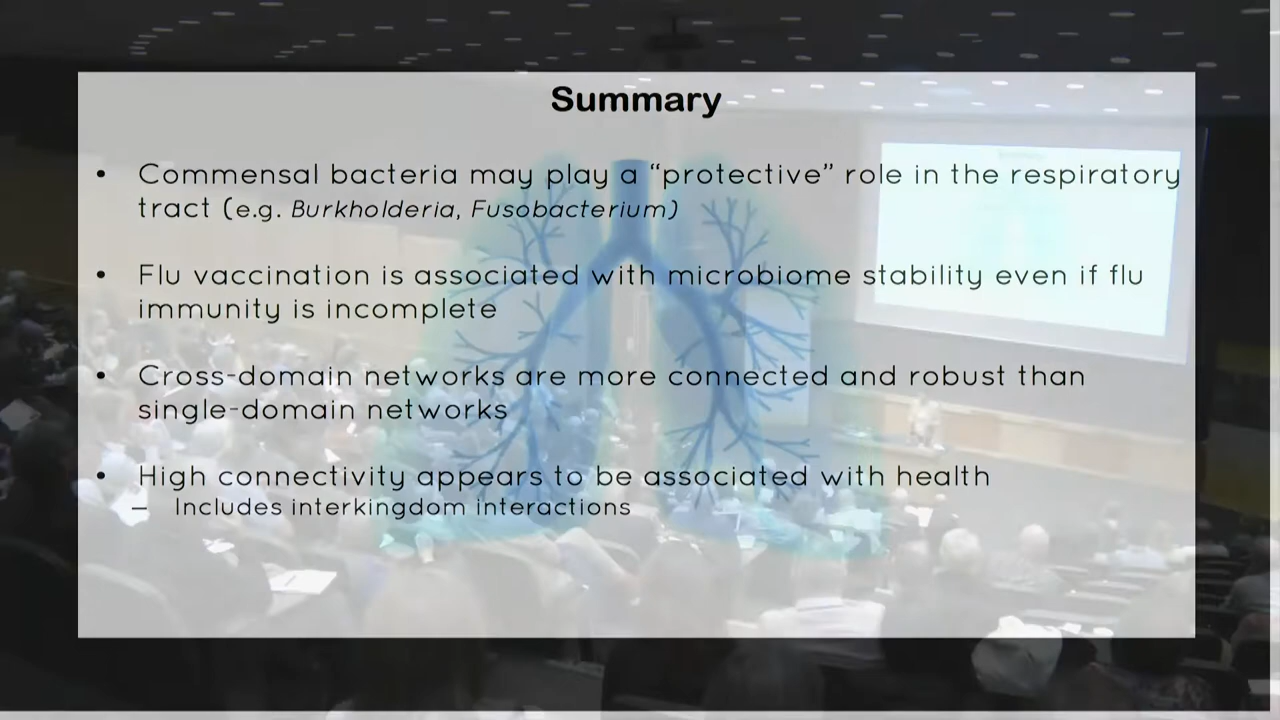 Summary
• Commensal bacteria may play a “protective” role in the respiratory
tract (e.g. Burkholderia, Fusobacterium)
• Flu vaccination is associated with microbiome stability even if flu
immunity is incomplete
• Cross-domain networks are more connected and robust than
single-domain networks
• High connectivity appears to be associated with health
– Includes interkingdom interactions